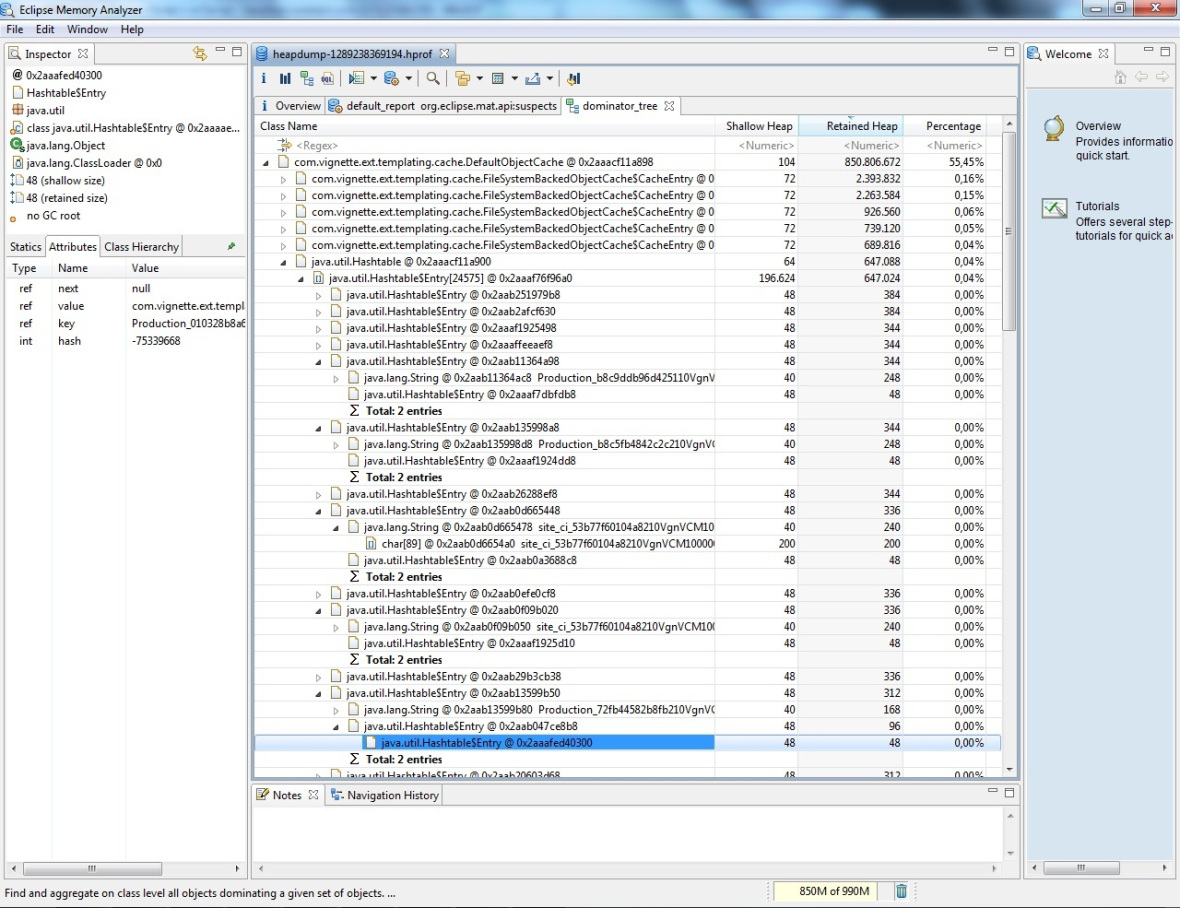 Eclipse Memory Analyzer
File Edit Window Help
Inspector
@ 0x2aaafed40300
Hashtable$Entry
java.util
class java.util.Hashtable$Entry @ 0x2aaaae...
java.lang.Object
java.lang.ClassLoader @ 0x0
48 (shallow size)
48 (retained size)
no GC root
Statics Attributes Class Hierarchy
Type Name Value
ref next null
ref value com.vignette.ext.templ
ref key Production_010328b8a6
int hash -75339668
heapdump-1289238369194.hprof
i Overview default_report org.eclipse.mat.api:suspects dominator_tree
Class Name Shallow Heap Retained Heap Percentage
<Regex> <Numeric> <Numeric> <Numeric>
com.vignette.ext.templating.cache.DefaultObjectCache @ 0x2aaacf11a898 104 850.806.672 55,45%
com.vignette.ext.templating.cache.FileSystemBackedObjectCache$CacheEntry @ 0 72 2.393.832 0,16%
com.vignette.ext.templating.cache.FileSystemBackedObjectCache$CacheEntry @ 0 72 2.263.584 0,15%
com.vignette.ext.templating.cache.FileSystemBackedObjectCache$CacheEntry @ 0 72 926.560 0,06%
com.vignette.ext.templating.cache.FileSystemBackedObjectCache$CacheEntry @ 0 72 739.120 0,05%
com.vignette.ext.templating.cache.FileSystemBackedObjectCache$CacheEntry @ 0 72 689.816 0,04%
java.util.Hashtable @ 0x2aaacf11a900 64 647.088 0,04%
java.util.Hashtable$Entry[24575] @ 0x2aaaf76f96a0 196.624 647.024 0,04%
java.util.Hashtable$Entry @ 0x2aab251979b8 48 384 0,00%
java.util.Hashtable$Entry @ 0x2aab2afcf630 48 384 0,00%
java.util.Hashtable$Entry @ 0x2aaaf1925498 48 344 0,00%
java.util.Hashtable$Entry @ 0x2aaaffeeaef8 48 344 0,00%
java.util.Hashtable$Entry @ 0x2aab11364a98 48 344 0,00%
java.lang.String @ 0x2aab11364ac8 Production_b8c9ddb96d425110VgnV 40 248 0,00%
java.util.Hashtable$Entry @ 0x2aaaf7dbfdb8 48 48 0,00%
Σ Total: 2 entries
java.util.Hashtable$Entry @ 0x2aab135998a8 48 344 0,00%
java.lang.String @ 0x2aab135998d8 Production_b8c5fb4842c2c210VgnV 40 248 0,00%
java.util.Hashtable$Entry @ 0x2aaaf1924dd8 48 48 0,00%
Σ Total: 2 entries
java.util.Hashtable$Entry @ 0x2aab26288ef8 48 344 0,00%
java.util.Hashtable$Entry @ 0x2aab0d665448 48 336 0,00%
java.lang.String @ 0x2aab0d665478 site_ci_53b77f60104a8210VgnVCM10 40 240 0,00%
char[89] @ 0x2aab0d6654a0 site_ci_53b77f60104a8210VgnVCM10000 200 200 0,00%
java.util.Hashtable$Entry @ 0x2aab0a3688c8 48 48 0,00%
Σ Total: 2 entries
java.util.Hashtable$Entry @ 0x2aab0efe0cf8 48 336 0,00%
java.util.Hashtable$Entry @ 0x2aab0f09b020 48 336 0,00%
java.lang.String @ 0x2aab0f09b050 site_ci_53b77f60104a8210VgnVCM10 40 240 0,00%
java.util.Hashtable$Entry @ 0x2aaaf1925d10 48 48 0,00%
Σ Total: 2 entries
java.util.Hashtable$Entry @ 0x2aab29b3cb38 48 336 0,00%
java.util.Hashtable$Entry @ 0x2aab13599b50 48 312 0,00%
java.lang.String @ 0x2aab13599b80 Production_72fb44582b8fb210VgnV 40 168 0,00%
java.util.Hashtable$Entry @ 0x2aab047ce8b8 48 96 0,00%
java.util.Hashtable$Entry @ 0x2aaafed40300 48 48 0,00%
Σ Total: 2 entries
java.util.Hashtable$Entry @ 0x2aab20603d68 48 312 0,00%
Notes Navigation History
Welcome
Overview
Provides informatio
quick start.
Tutorials
Offers several step-
tutorials for quick a
Find and aggregate on class level all objects dominating a given set of objects. ...
850M of 990M